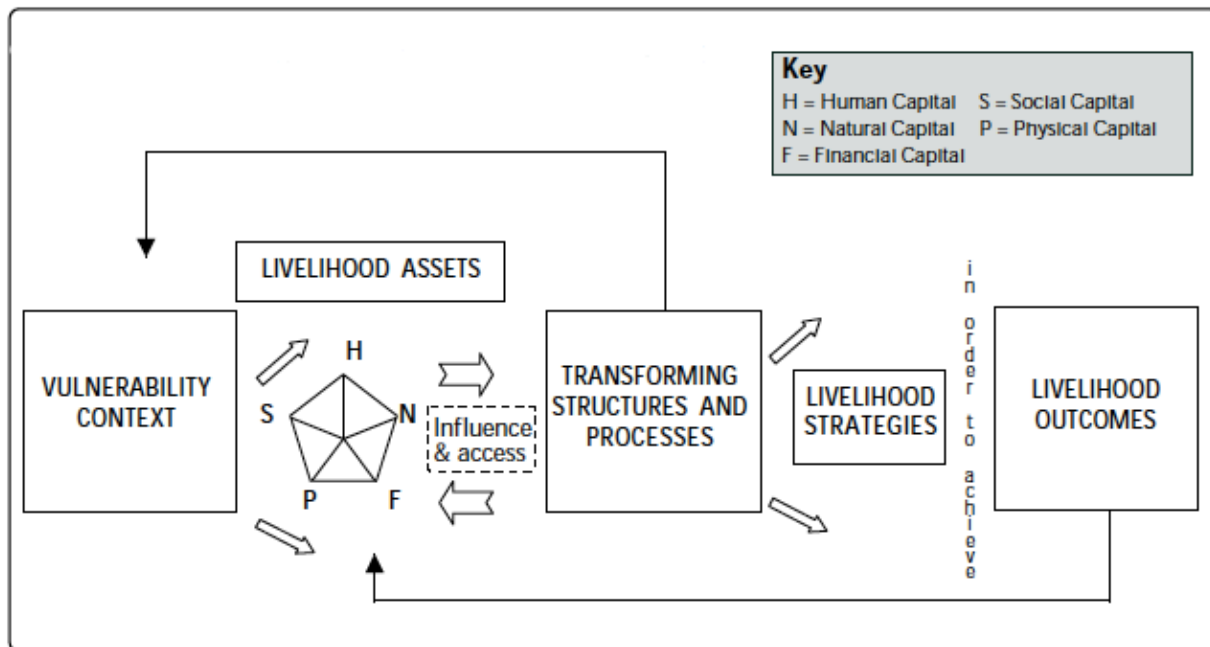 Key
H = Human Capital S = Social Capital
N = Natural Capital P = Physical Capital
F = Financial Capital
LIVELIHOOD ASSETS
VULNERABILITY
CONTEXT
H
S
N
P
F
Influence
& access
TRANSFORMING
STRUCTURES AND
PROCESSES
LIVELIHOOD
STRATEGIES
in order to achieve
LIVELIHOOD
OUTCOMES